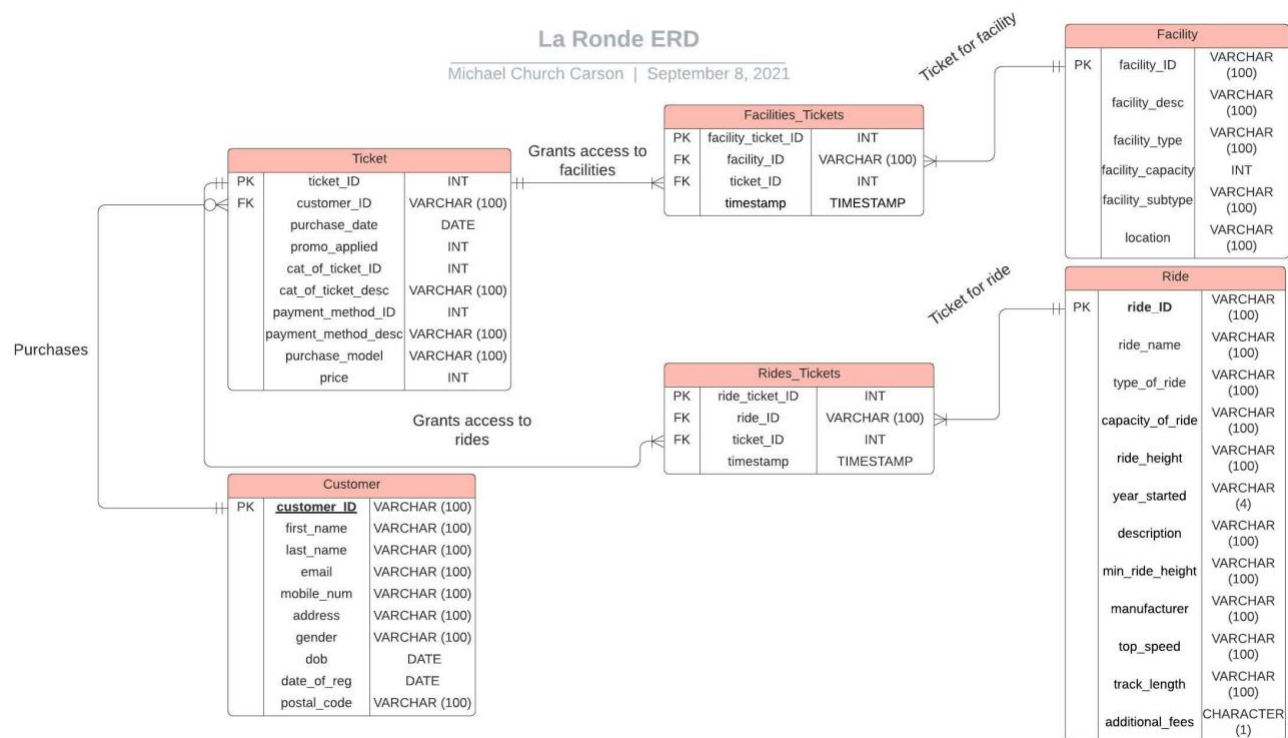 La Ronde ERD
Michael Church Carson | September 8, 2021
Ticket for facility
Facility
PK facility_ID VARCHAR (100)
facility_desc VARCHAR (100)
facility_type VARCHAR (100)
facility_capacity INT
facility_subtype VARCHAR (100)
location VARCHAR (100)
Facilities_Tickets
PK facility_ticket_ID INT
FK facility_ID VARCHAR (100)
FK ticket_ID INT
timestamp TIMESTAMP
Grants access to
facilities
Ticket
PK ticket_ID INT
FK customer_ID VARCHAR (100)
purchase_date DATE
promo_applied INT
cat_of_ticket_ID INT
cat_of_ticket_desc VARCHAR (100)
payment_method_ID INT
payment_method_desc VARCHAR (100)
purchase_model VARCHAR (100)
price INT
Purchases
Ticket for ride
Ride
PK ride_ID VARCHAR (100)
ride_name VARCHAR (100)
type_of_ride VARCHAR (100)
capacity_of_ride VARCHAR (100)
ride_height VARCHAR (100)
year_started VARCHAR (4)
description VARCHAR (100)
min_ride_height VARCHAR (100)
manufacturer VARCHAR (100)
top_speed VARCHAR (100)
track_length VARCHAR (100)
additional_fees CHARACTER (1)
Rides_Tickets
PK ride_ticket_ID INT
FK ride_ID VARCHAR (100)
FK ticket_ID INT
timestamp TIMESTAMP
Grants access to
rides
Customer
PK customer_ID VARCHAR (100)
first_name VARCHAR (100)
last_name VARCHAR (100)
email VARCHAR (100)
mobile_num VARCHAR (100)
address VARCHAR (100)
gender VARCHAR (100)
dob DATE
date_of_reg DATE
postal_code VARCHAR (100)